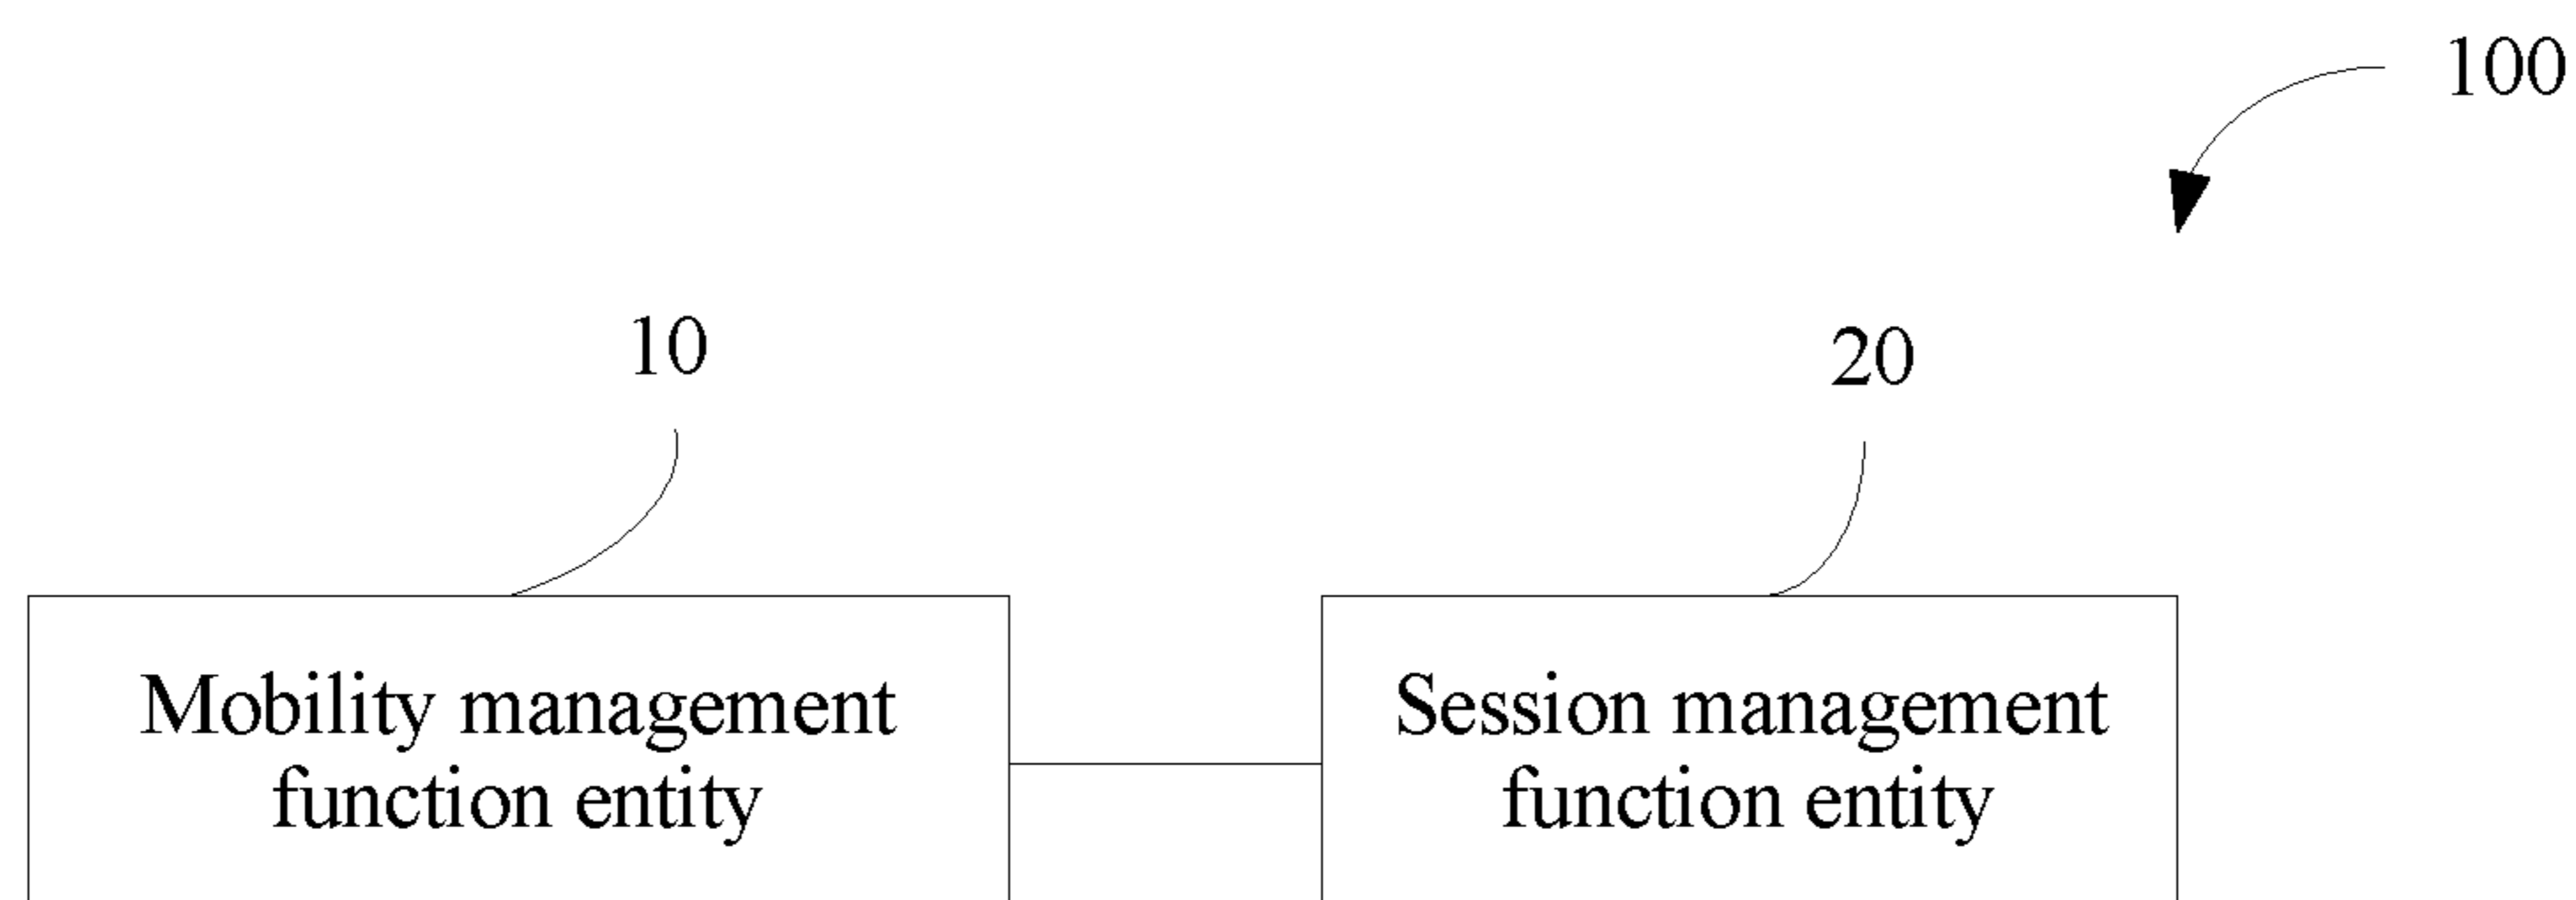 100
10
20
Mobility management
function entity
Session management
function entity